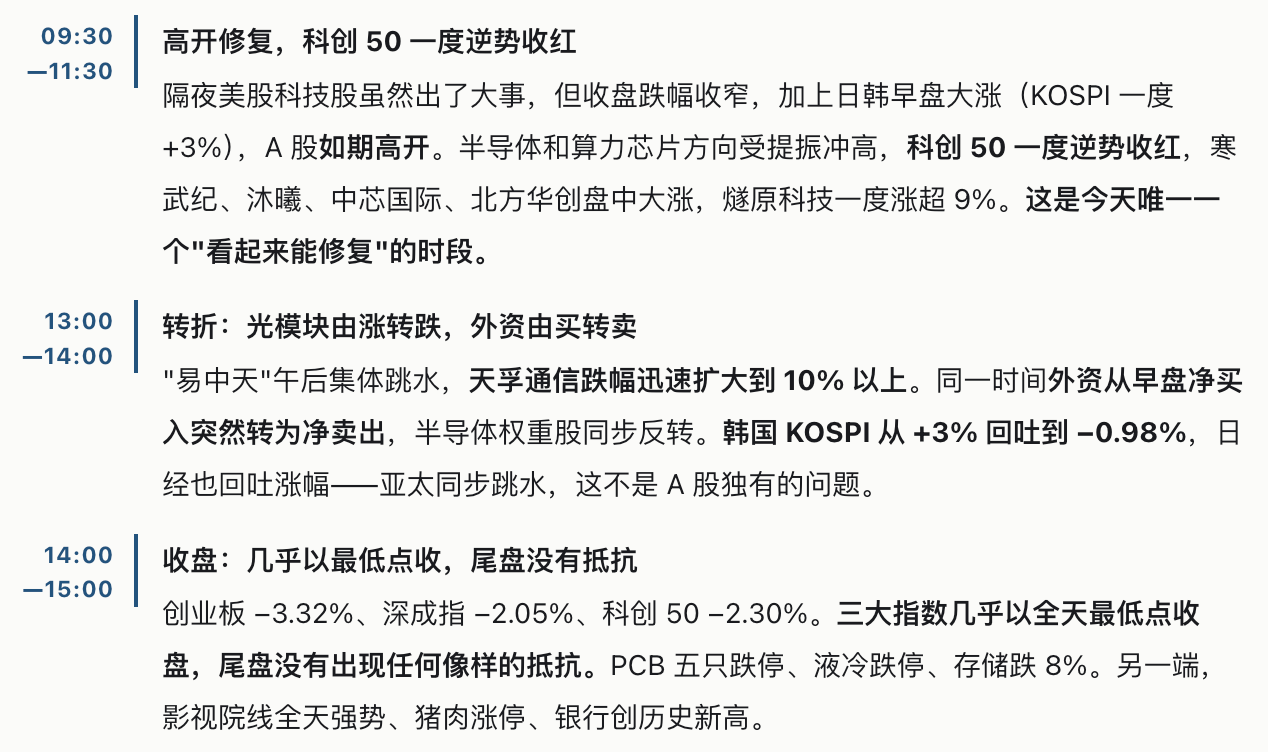 09:30
—11:30
高开修复，科创 50 一度逆势收红
隔夜美股科技股虽然出了大事，但收盘跌幅收窄，加上日韩早盘大涨（KOSPI 一度
+3%），A 股如期高开。半导体和算力芯片方向受提振冲高，科创 50 一度逆势收红，寒
武纪、沐曦、中芯国际、北方华创盘中大涨，燧原科技一度涨超 9%。这是今天唯一一
个"看起来能修复"的时段。
13:00
—14:00
转折：光模块由涨转跌，外资由买转卖
"易中天"午后集体跳水，天孚通信跌幅迅速扩大到 10% 以上。同一时间外资从早盘净买
入突然转为净卖出，半导体权重股同步反转。韩国 KOSPI 从 +3% 回吐到 −0.98%，日
经也回吐涨幅——亚太同步跳水，这不是 A 股独有的问题。
14:00
—15:00
收盘：几乎以最低点收，尾盘没有抵抗
创业板 −3.32%、深成指 −2.05%、科创 50 −2.30%。三大指数几乎以全天最低点收
盘，尾盘没有出现任何像样的抵抗。PCB 五只跌停、液冷跌停、存储跌 8%。另一端，
影视院线全天强势、猪肉涨停、银行创历史新高。